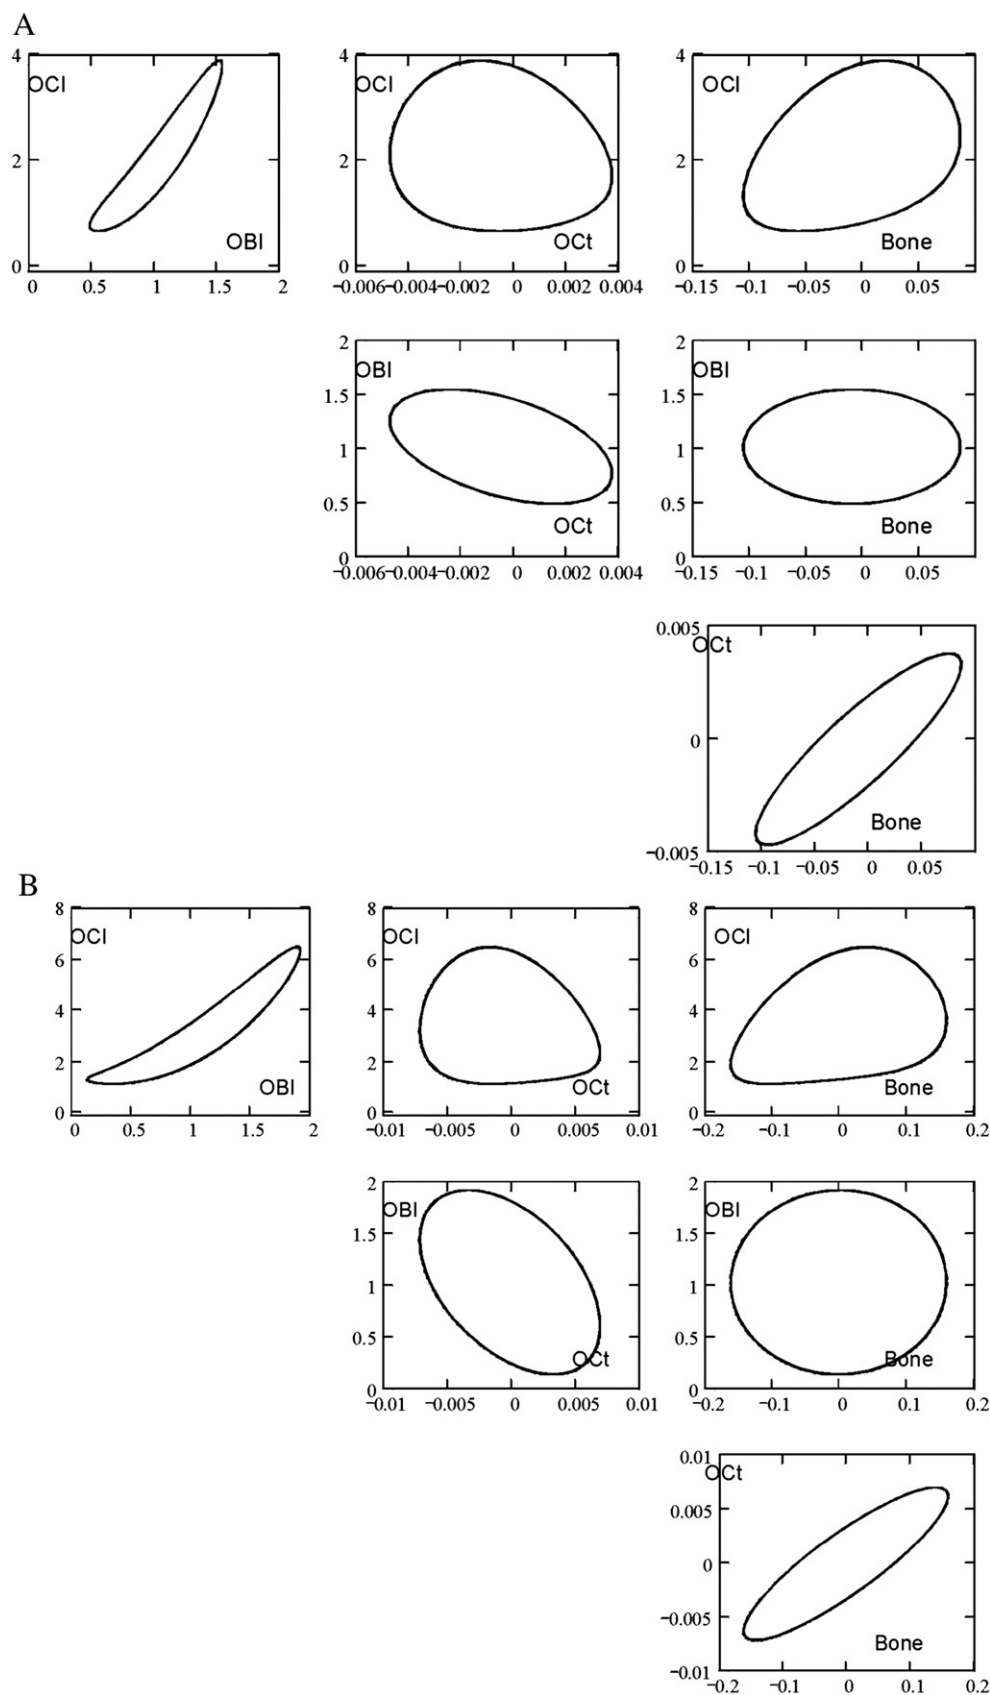 A
4 4 4
OCl OCl OCl
2 2 2
OBl OCt Bone
0 0 0
0 0.5 1 1.5 2 −0.006 −0.004 −0.002 0 0.002 0.004 −0.15 −0.1 −0.05 0 0.05
2 2
OBl OBl
1.5 1.5
1 1
0.5 0.5
OCt Bone
0 0
−0.006 −0.004 −0.002 0 0.002 0.004 −0.15 −0.1 −0.05 0 0.05
0.005
OCt
0
Bone
−0.005
−0.15 −0.1 −0.05 0 0.05
B
8 8 8
OCl OCl OCl
6 6 6
4 4 4
2 2 2
OBl OCt Bone
0 0 0
0 0.5 1 1.5 2 −0.01 −0.005 0 0.005 0.01 −0.2 −0.1 0 0.1 0.2
2 2
OBl OBl
1.5 1.5
1 1
0.5 0.5
OCt Bone
0 0
−0.01 −0.005 0 0.005 0.01 −0.2 −0.1 0 0.1 0.2
0.01
OCt
0.005
0
−0.005
Bone
−0.01
−0.2 −0.1 0 0.1 0.2